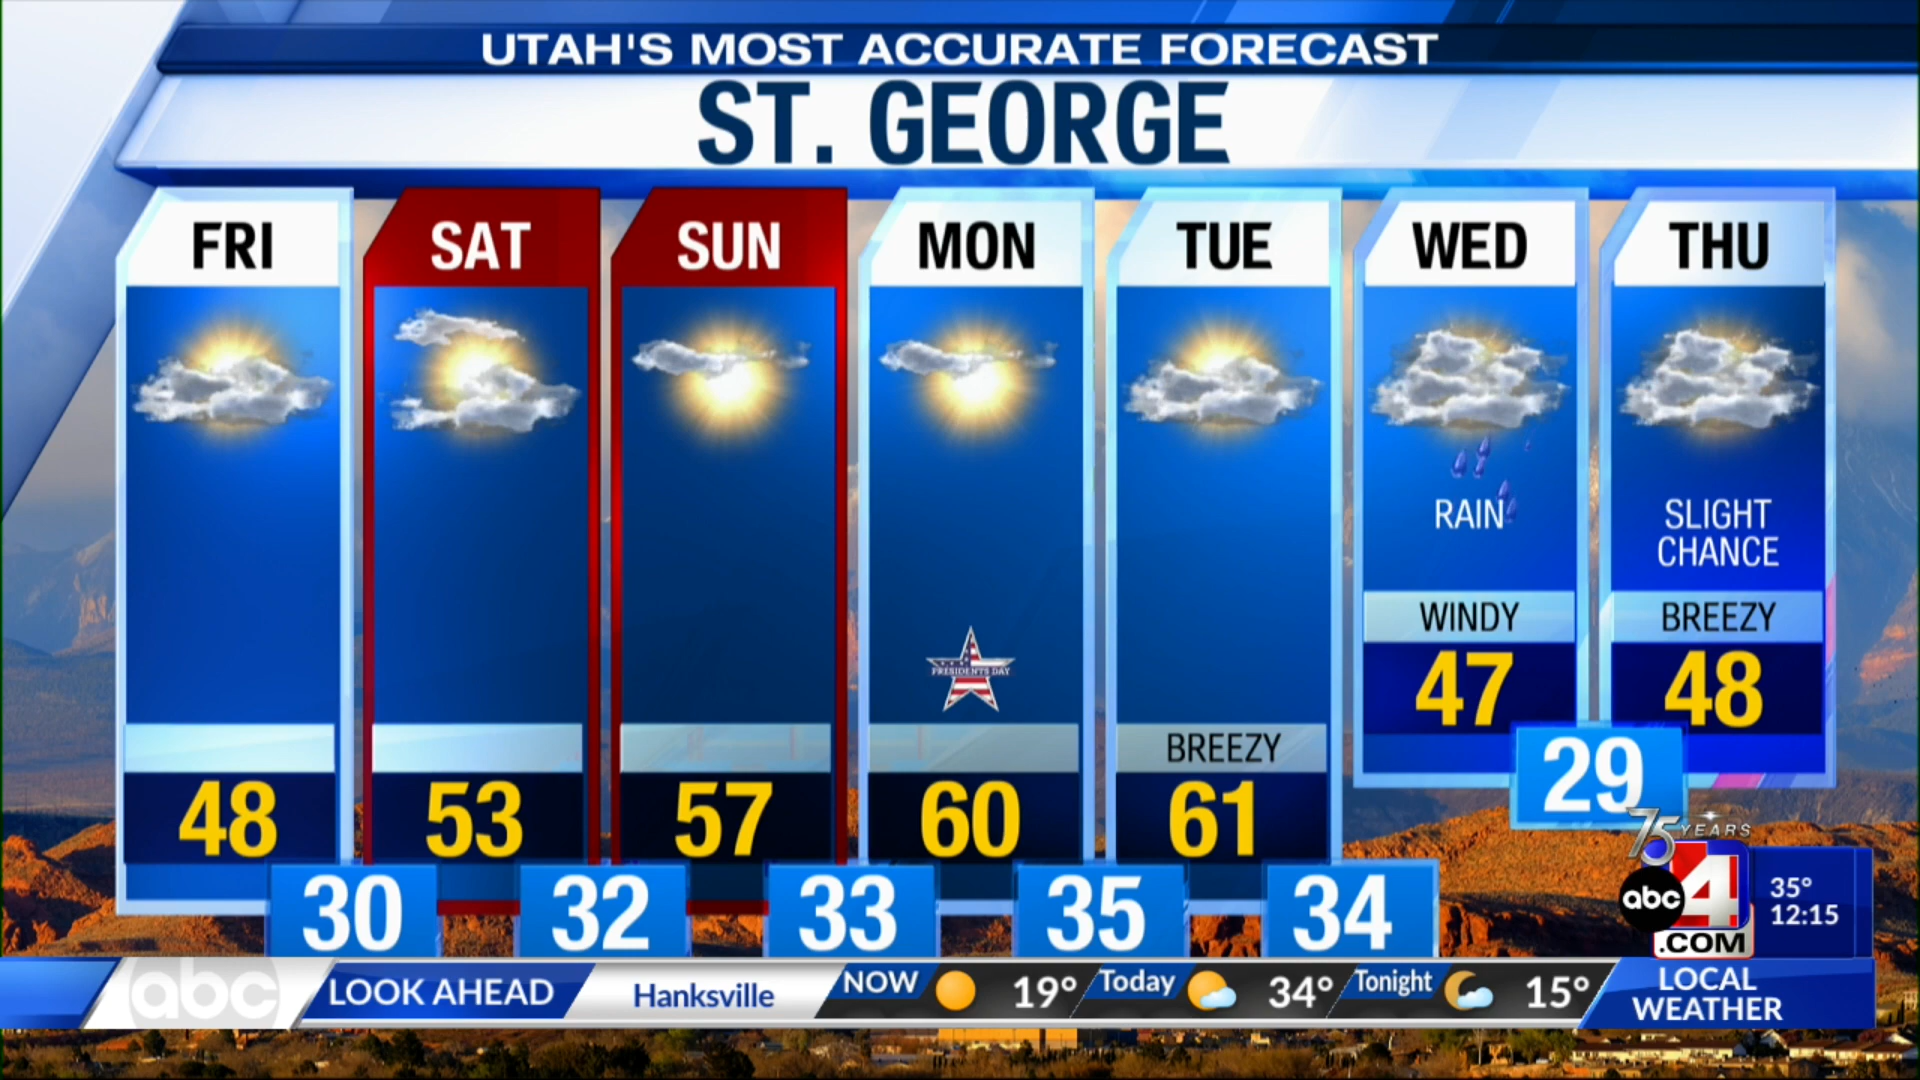 UTAH'S MOST ACCURATE FORECAST
ST. GEORGE
FRI
SAT
SUN
MON
TUE
WED
THU
RAIN
SLIGHT
CHANCE
WINDY
BREEZY
PRESIDENTS DAY
BREEZY
47
48
48
53
57
60
61
29
30
32
33
35
34
75 YEARS
abc
4
.COM
35°
12:15
abc
LOOK AHEAD
Hanksville
NOW
19°
Today
34°
Tonight
15°
LOCAL
WEATHER